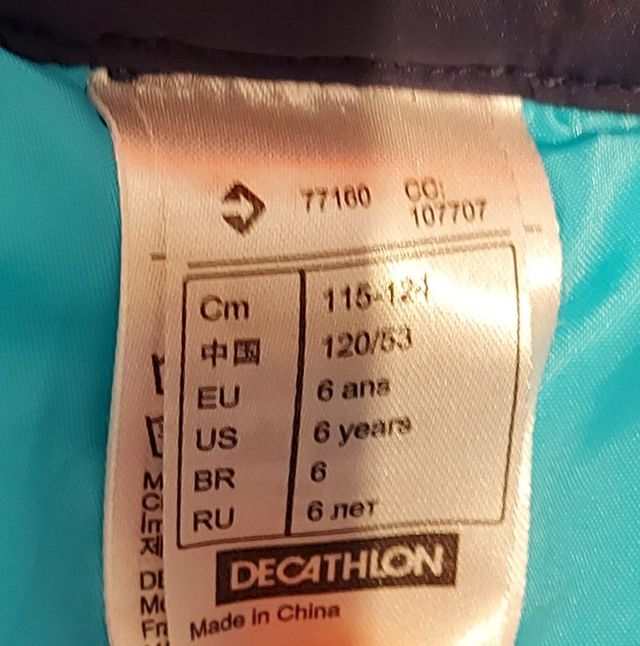 77160 CO:
107707
Cm 115-124
中国 120/53
EU 6 ans
US 6 years
BR 6
RU 6 лет
DECATHLON
Made in China